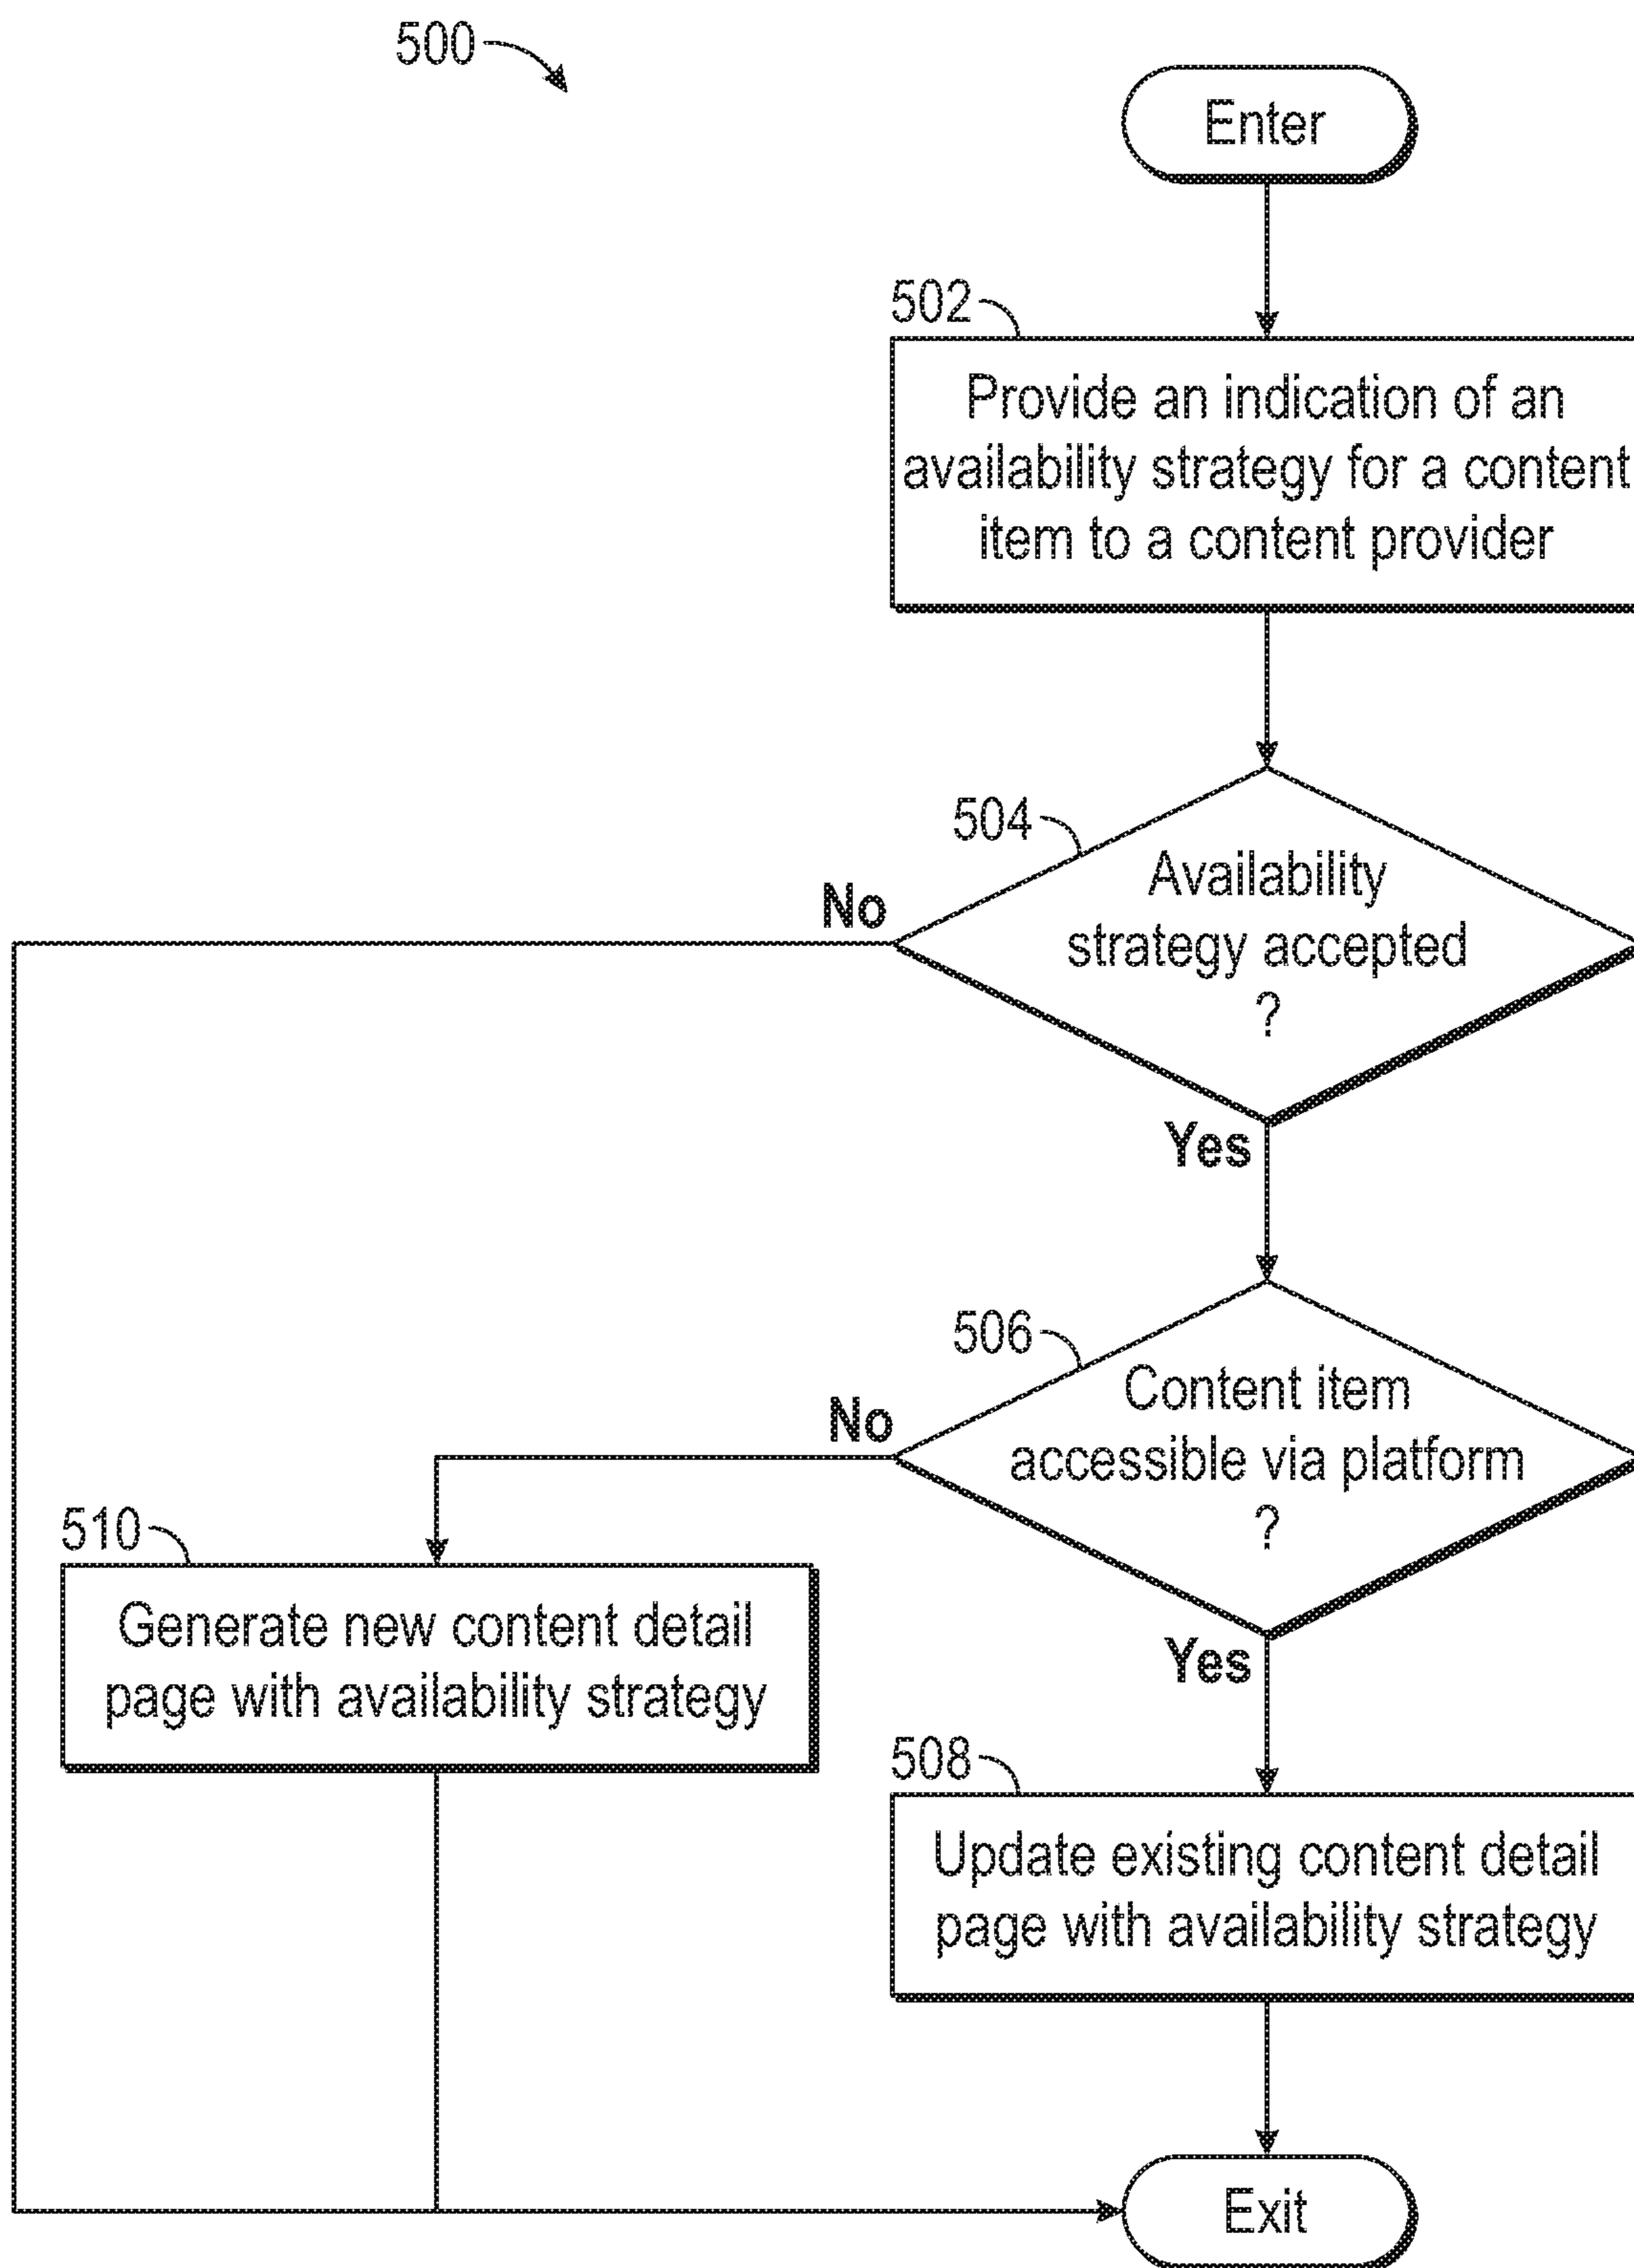 500
Enter
502
Provide an indication of an
availability strategy for a content
item to a content provider
504
Availability
strategy accepted
?
No
Yes
506
Content item
accessible via platform
?
No
Yes
510
Generate new content detail
page with availability strategy
508
Update existing content detail
page with availability strategy
Exit